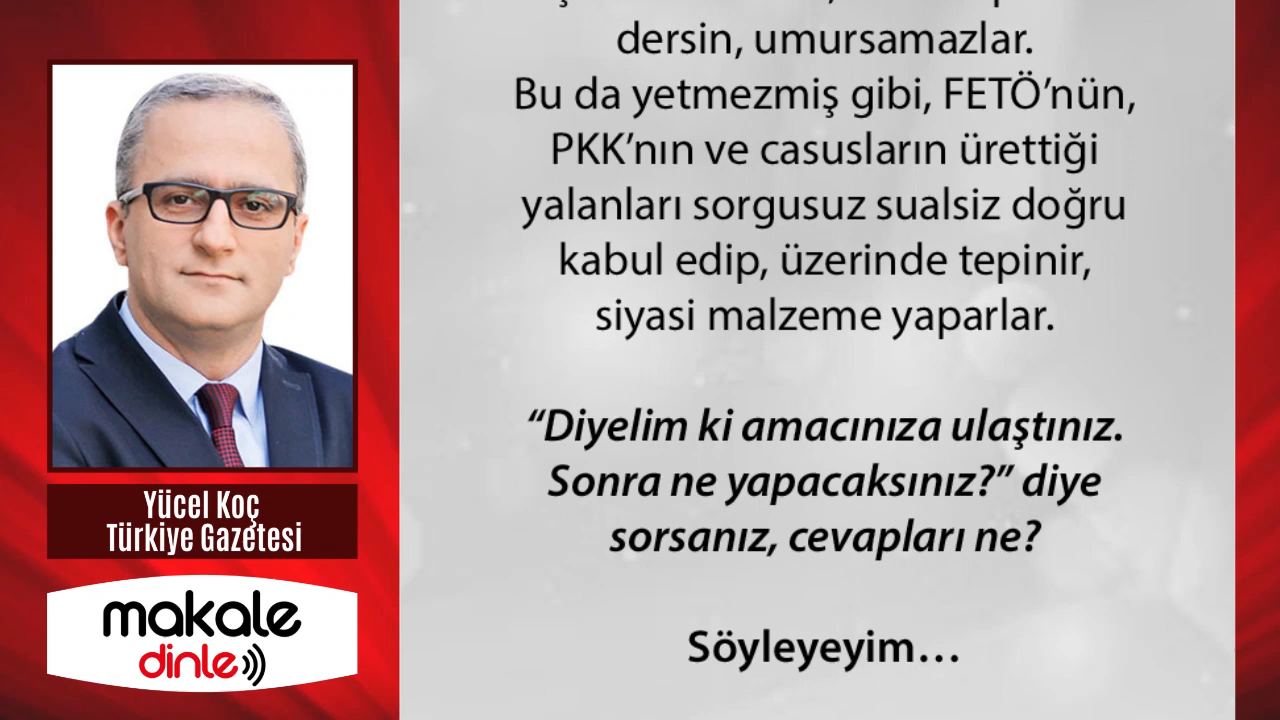 dersin, umursamazlar.
Bu da yetmezmiş gibi, FETÖ’nün,
PKK’nın ve casusların ürettiği
yalanları sorgusuz sualsiz doğru
kabul edip, üzerinde tepinir,
siyasi malzeme yaparlar.
“Diyelim ki amacınıza ulaştınız.
Sonra ne yapacaksınız?” diye
sorsanız, cevapları ne?
Söyleyeyim…
Yücel Koç
Türkiye Gazetesi
makale
dinle